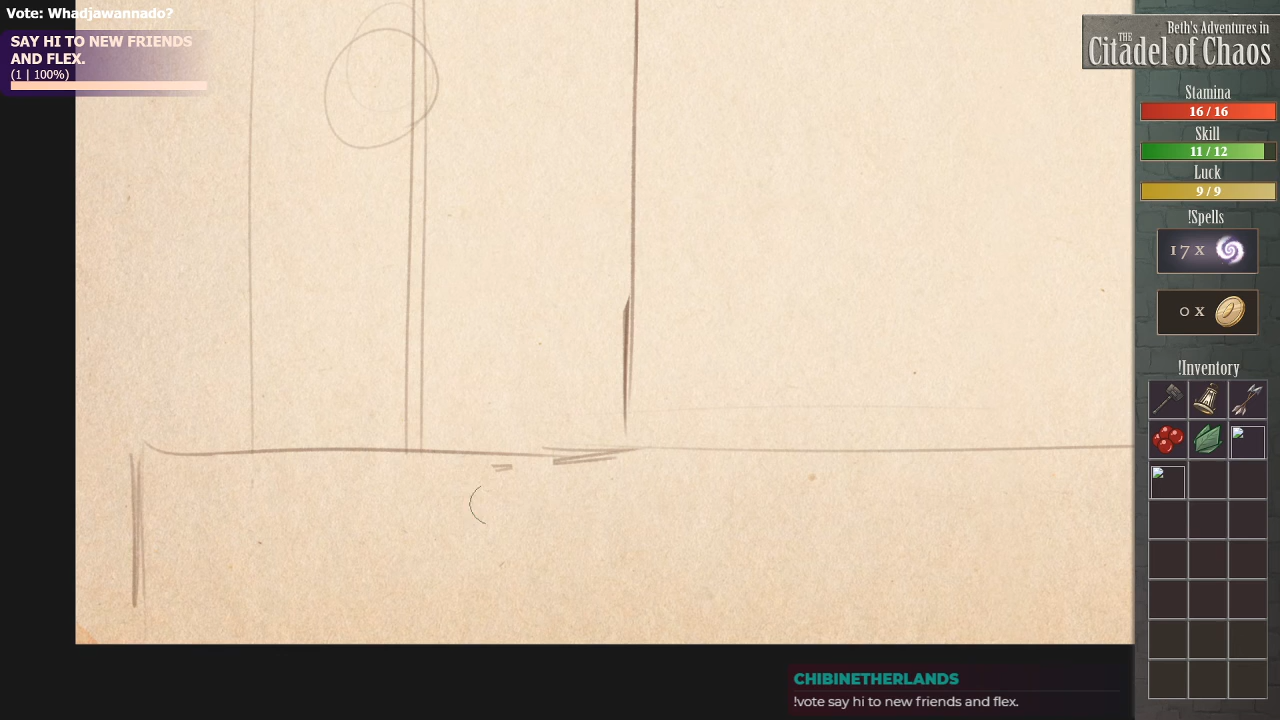 Vote: Whadjawannado?
SAY HI TO NEW FRIENDS
AND FLEX.
(1 | 100%)
Beth's Adventures in
THE
Citadel of Chaos
Stamina
16 / 16
Skill
11 / 12
Luck
9 / 9
!Spells
17 x
0 x
!Inventory
CHIBINETHERLANDS
!vote say hi to new friends and flex.